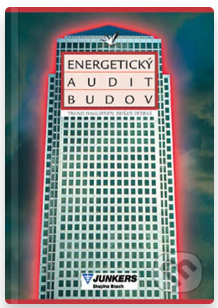 ENERGETICKÝ
AUDIT
BUDOV
JUNKERS
Skupina Bosch
m